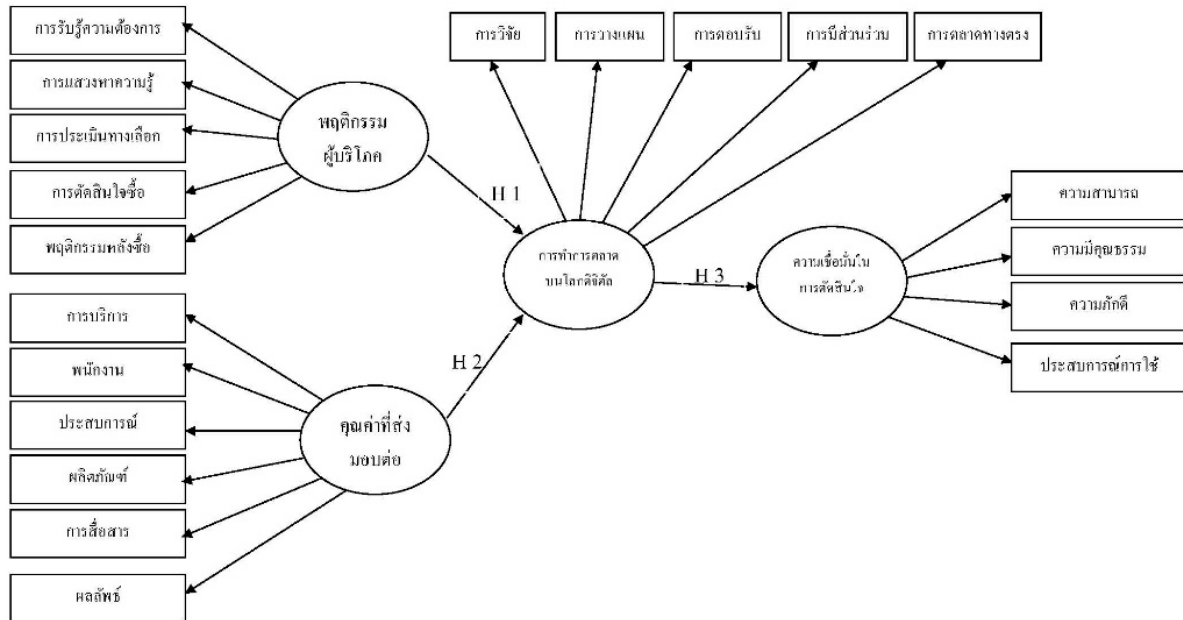 การรับรู้ความต้องการ
การแสวงหาความรู้
การประเมินทางเลือก
การตัดสินใจซื้อ
พฤติกรรมหลังซื้อ
พฤติกรรม
ผู้บริโภค
การวิจัย
การวางแผน
การตอบรับ
การมีส่วนร่วม
การตลาดทางตรง
H 1
การทำการตลาด
บนโลกดิจิตัล
H 3
ความเชื่อมั่นใน
การตัดสินใจ
ความสามารถ
ความมีคุณธรรม
ความภักดี
ประสบการณ์การใช้
H 2
การบริการ
พนักงาน
ประสบการณ์
ผลิตภัณฑ์
การสื่อสาร
ผลลัพธ์
คุณค่าที่ส่ง
มอบต่อ